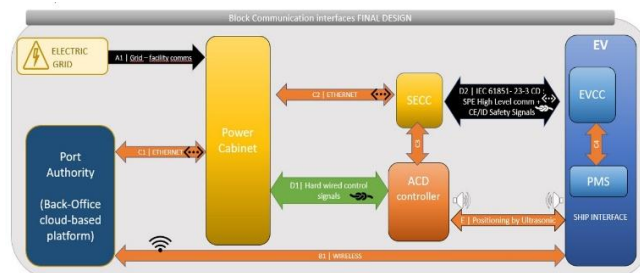 Block Communication interfaces FINAL DESIGN
ELECTRIC
GRID
A1 | Grid – facility comms
Power
Cabinet
Port
Authority
(Back-Office
cloud-based
platform)
C1 | ETHERNET
C2 | ETHERNET
SECC
C3
ACD
controller
D1| Hard wired control
signals
D2 | IEC 61851- 23-3 CD :
SPE High Level comm +
CE/ID Safety Signals
EV
EVCC
C4
PMS
SHIP INTERFACE
E | Positioning by Ultrasonic
B1 | WIRELESS